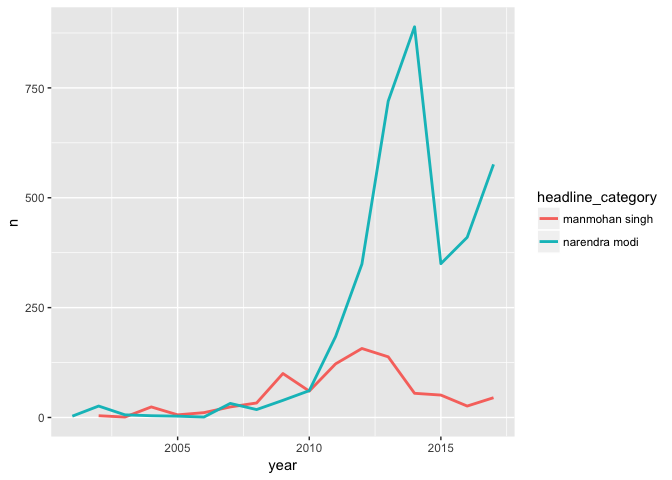 750
500
250
0
n
2005
2010
2015
year
headline_category
manmohan singh
narendra modi